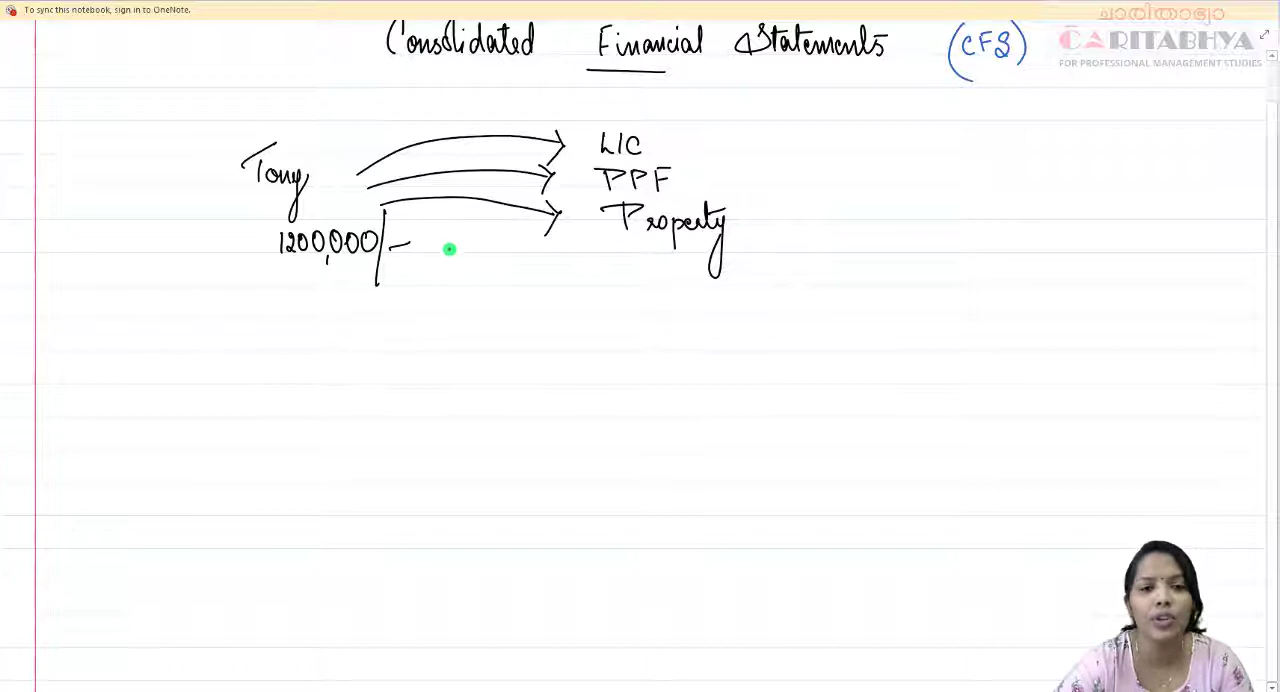 To sync this notebook, sign in to OneNote.
ചാരിതാഭ്യാ
CARITABHYA
FOR PROFESSIONAL MANAGEMENT STUDIES
Consolidated Financial Statements (CFS)
Tony
LIC
PPF
Property
1200,000/-